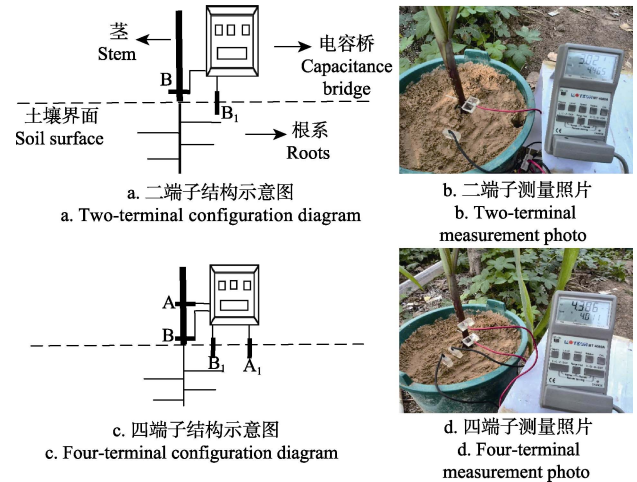 茎
Stem
电容桥
Capacitance
bridge
B
B₁
土壤界面
Soil surface
根系
Roots
a. 二端子结构示意图
a. Two-terminal configuration diagram
b. 二端子测量照片
b. Two-terminal
measurement photo
A
B
B₁
A₁
c. 四端子结构示意图
c. Four-terminal configuration diagram
4.386
d. 四端子测量照片
d. Four-terminal
measurement photo